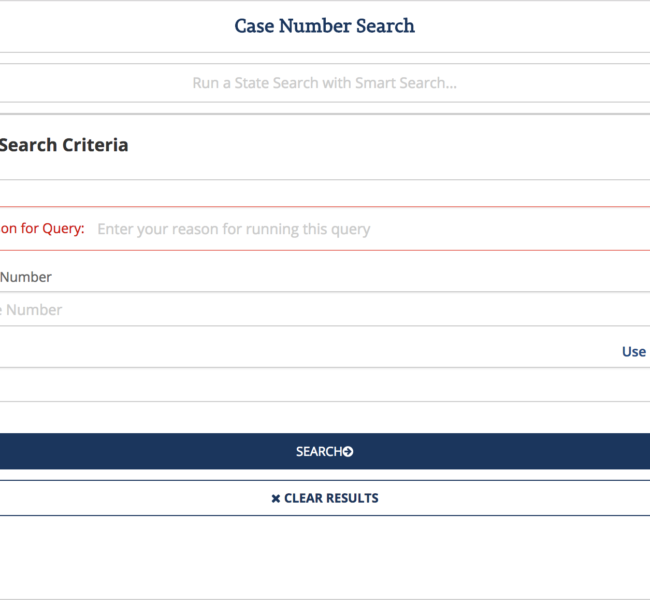 Case Number Search
Run a State Search with Smart Search...
Search Criteria
on for Query: Enter your reason for running this query
Number
e Number
Use
SEARCH
CLEAR RESULTS